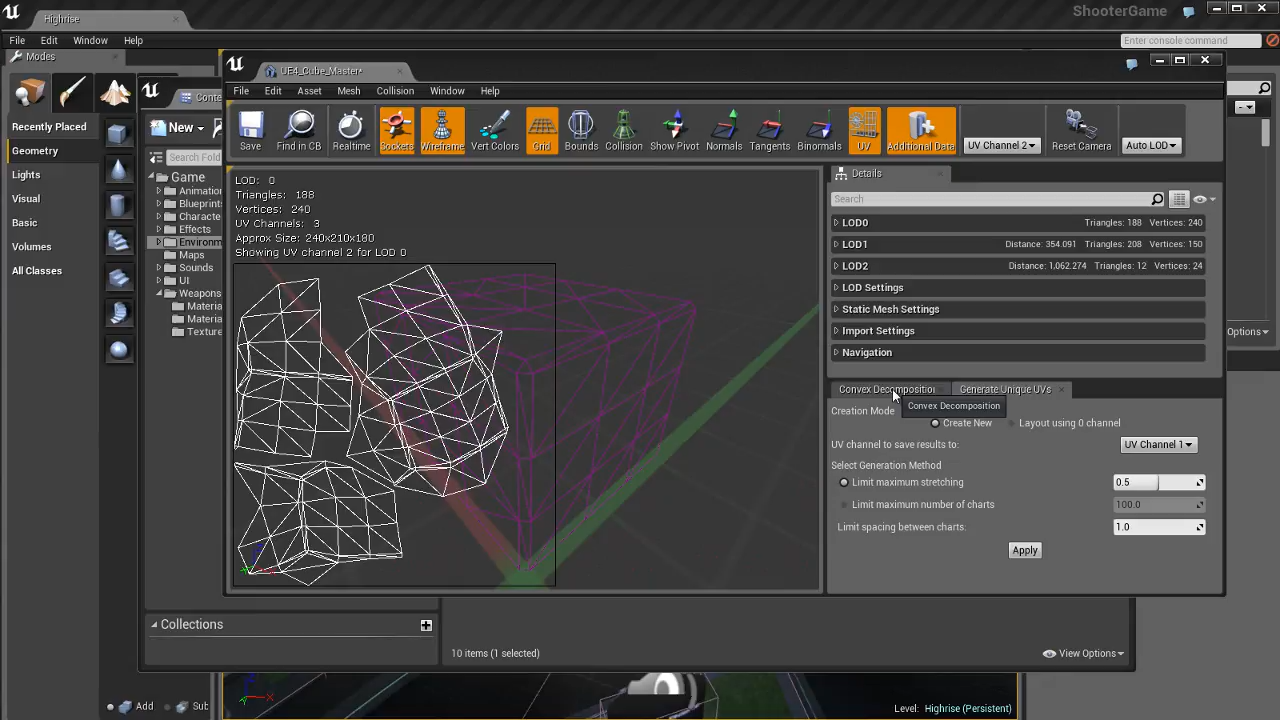 Highrise
ShooterGame
File Edit Window Help
Enter console command
Modes
UE4_Cube_Master*
File Edit Asset Mesh Collision Window Help
Save Find in CB Realtime Sockets Wireframe Vert Colors Grid Bounds Collision Show Pivot Normals Tangents Binormals UV Additional Data UV Channel 2 Reset Camera Auto LOD
Recently Placed
Geometry
Lights
Visual
Basic
Volumes
All Classes
New
Search Fold
Game
Animation
Blueprints
Characte
Effects
Environm
Maps
Sounds
UI
Weapons
Material
Material
Texture
LOD: 0
Triangles: 188
Vertices: 240
UV Channels: 3
Approx Size: 240x210x180
Showing UV channel 2 for LOD 0
Details
Search
LOD0 Triangles: 188 Vertices: 240
LOD1 Distance: 354.091 Triangles: 208 Vertices: 150
LOD2 Distance: 1,062.274 Triangles: 12 Vertices: 24
LOD Settings
Static Mesh Settings
Import Settings
Navigation
Options
Convex Decomposition Generate Unique UVs
Convex Decomposition
Creation Mode
Create New Layout using 0 channel
UV channel to save results to: UV Channel 1
Select Generation Method
Limit maximum stretching 0.5
Limit maximum number of charts 100.0
Limit spacing between charts: 1.0
Apply
Collections
10 items (1 selected)
View Options
Add Sub
Level: Highrise (Persistent)